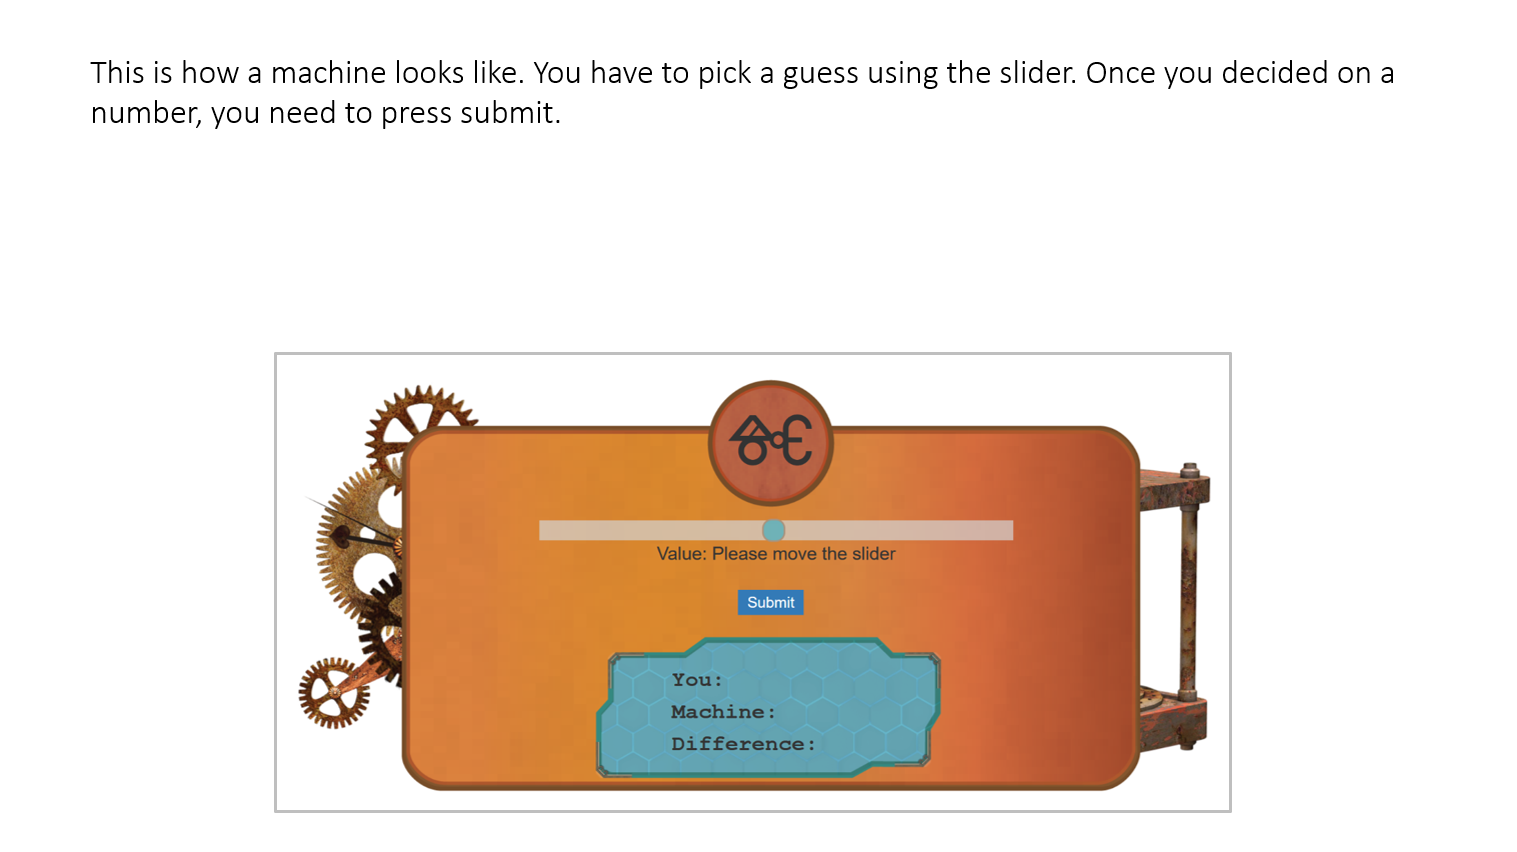 This is how a machine looks like. You have to pick a guess using the slider. Once you decided on a
number, you need to press submit.
Value: Please move the slider
Submit
You:
Machine:
Difference: